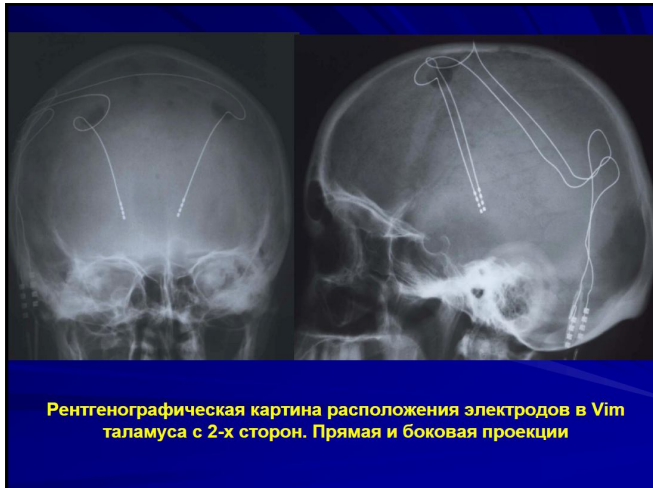 Рентгенографическая картина расположения электродов в Vim
таламуса с 2-х сторон. Прямая и боковая проекции